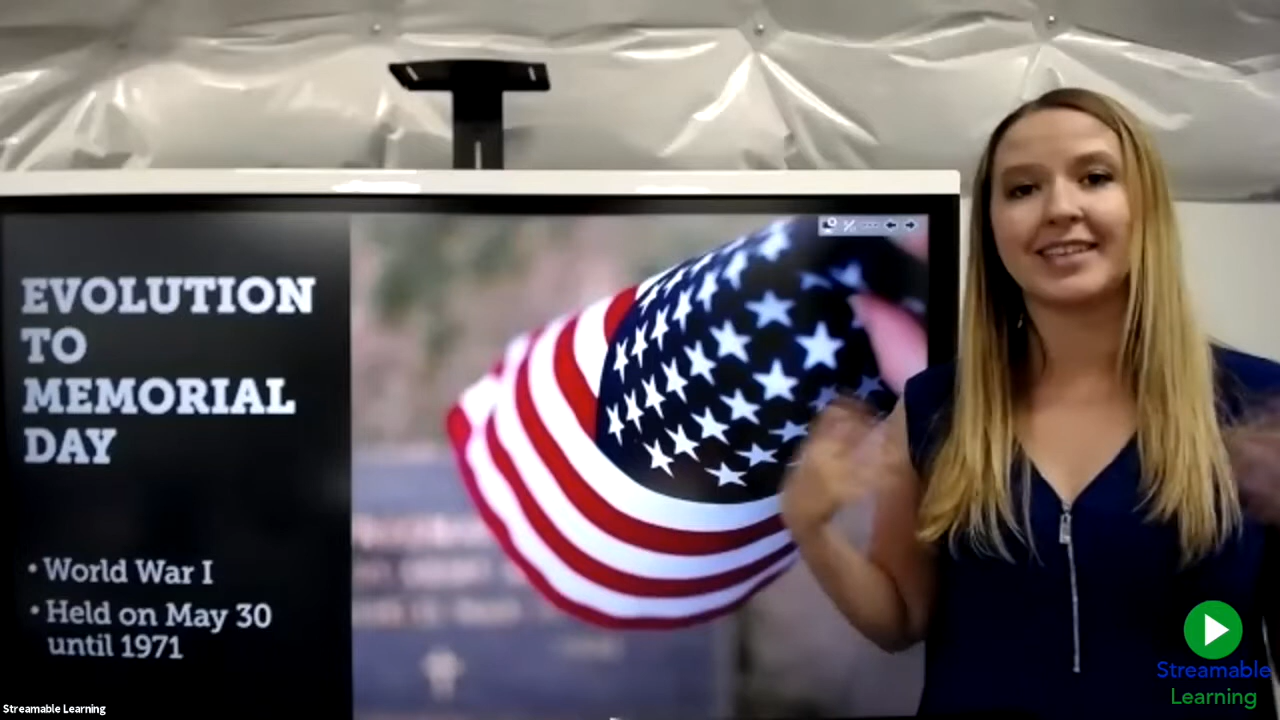 EVOLUTION
TO
MEMORIAL
DAY
• World War I
• Held on May 30
until 1971
Streamable
Learning
Streamable Learning